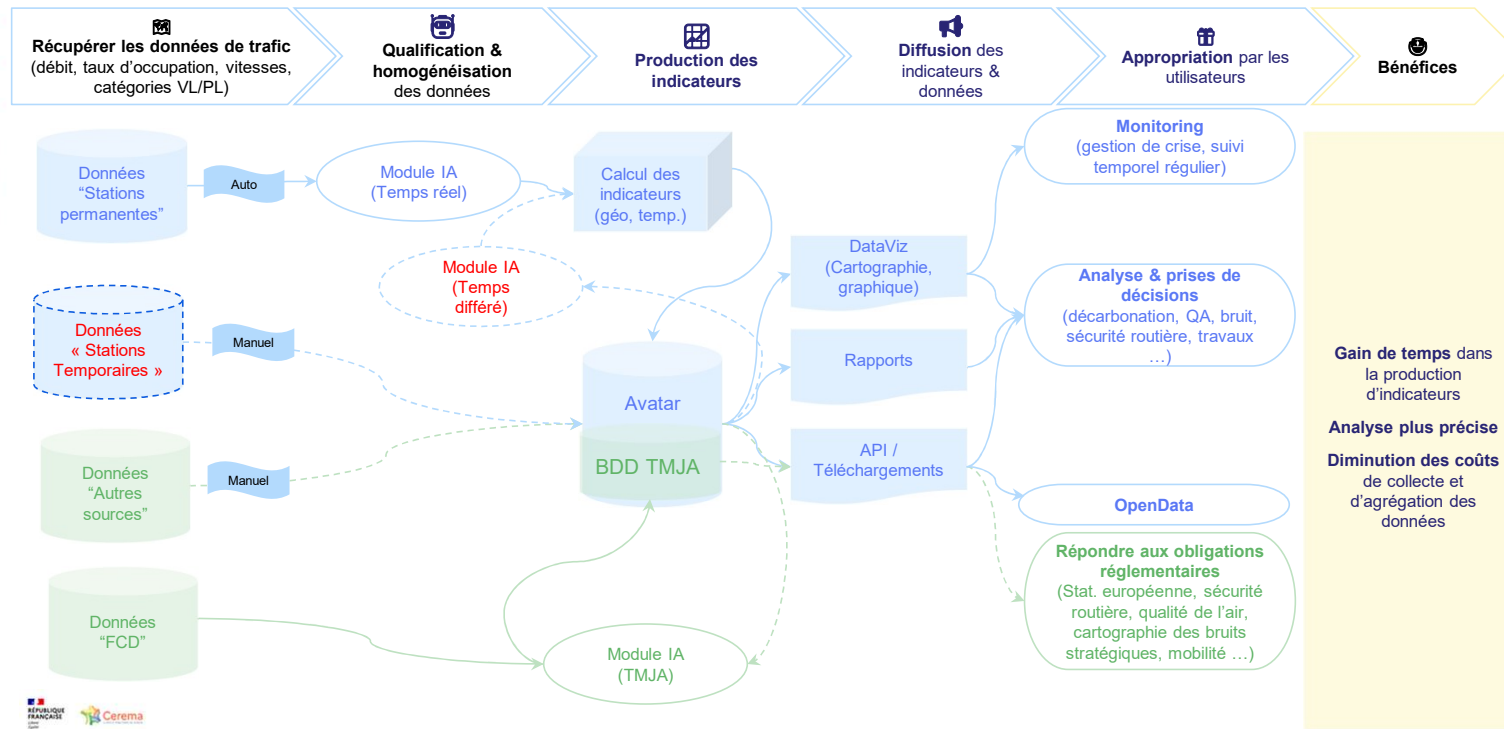 Récupérer les données de trafic
(débit, taux d’occupation, vitesses,
catégories VL/PL)
Qualification &
homogénéisation
des données
Production des
indicateurs
Diffusion des
indicateurs &
données
Appropriation par les
utilisateurs
Bénéfices
Données
“Stations
permanentes”
Auto
Module IA
(Temps réel)
Calcul des
indicateurs
(géo, temp.)
Monitoring
(gestion de crise, suivi
temporel régulier)
Module IA
(Temps
différé)
DataViz
(Cartographie,
graphique)
Analyse & prises de
décisions
(décarbonation, QA, bruit,
sécurité routière, travaux
…)
Données
« Stations
Temporaires »
Manuel
Avatar
BDD TMJA
Rapports
API /
Téléchargements
Données
“Autres
sources”
Manuel
OpenData
Répondre aux obligations
réglementaires
(Stat. européenne, sécurité
routière, qualité de l’air,
cartographie des bruits
stratégiques, mobilité …)
Données
“FCD”
Module IA
(TMJA)
Gain de temps dans
la production
d’indicateurs
Analyse plus précise
Diminution des coûts
de collecte et
d’agrégation des
données
RÉPUBLIQUE
FRANÇAISE
Cerema